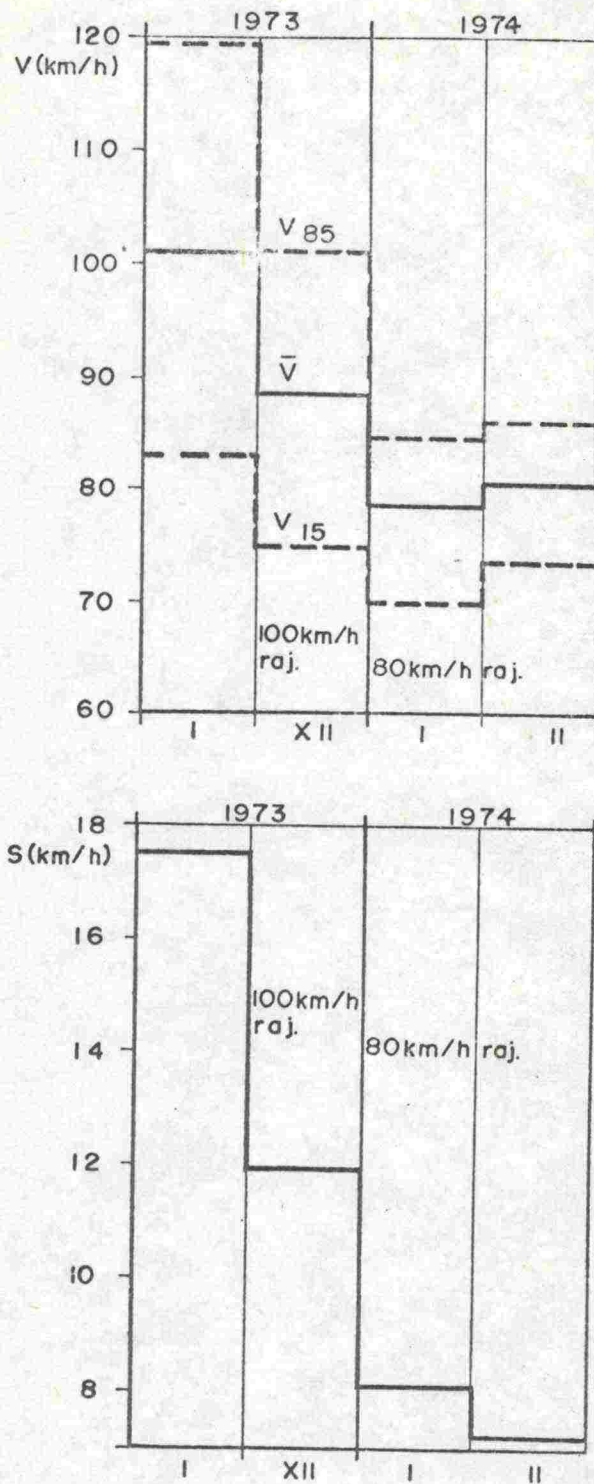 1973 1974
120
V (km/h)
110
V 85
100
90
V̄
80
V 15
70
100km/h
raj.
80km/h raj.
60
I XII I II
1973 1974
18
S (km/h)
16
100km/h
raj.
80km/h raj.
14
12
10
8
I XII I II